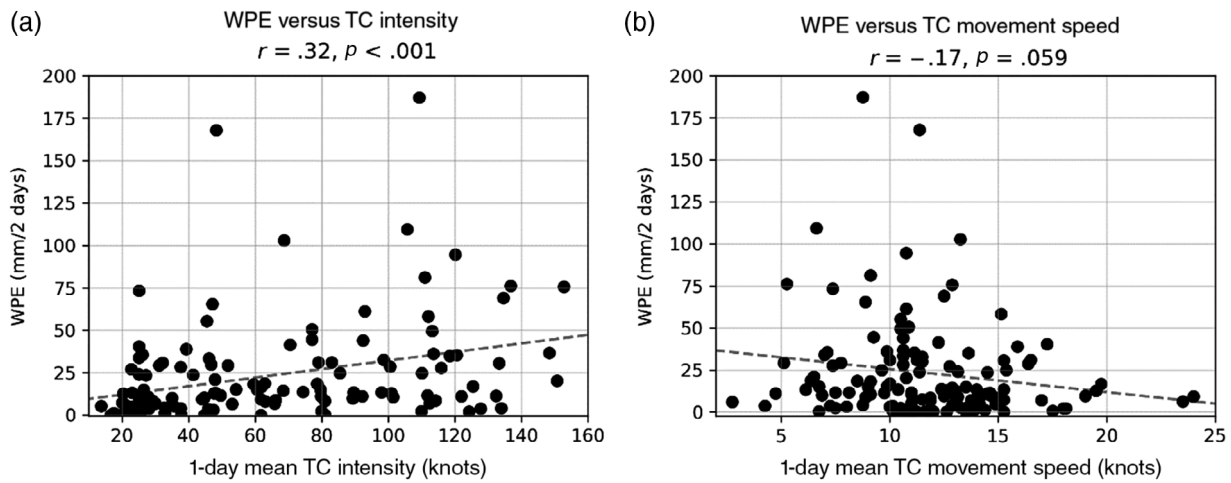 (a)
WPE versus TC intensity
r = .32, p < .001
200
175
150
125
100
75
50
25
0
WPE (mm/2 days)
20 40 60 80 100 120 140 160
1-day mean TC intensity (knots)
(b)
WPE versus TC movement speed
r = −.17, p = .059
200
175
150
125
100
75
50
25
0
WPE (mm/2 days)
5 10 15 20 25
1-day mean TC movement speed (knots)